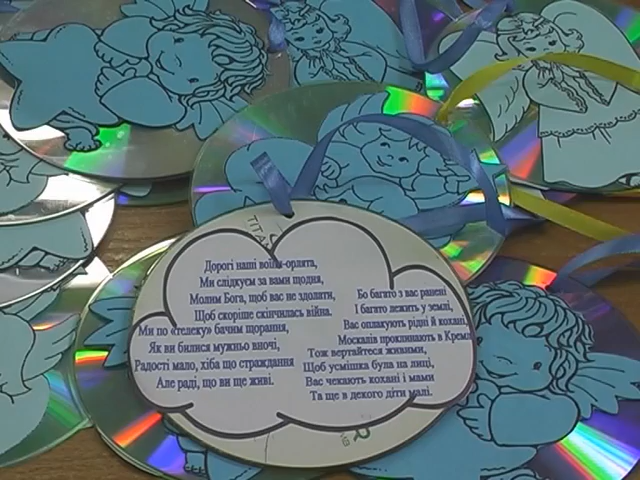 Дорогі наші воїни-орлята,
Ми слідкуєм за вами щодня,
Молим Бога, щоб вас не здолати,
Щоб скоріше скінчилась війна.
Ми по «телеку» бачим щорання,
Як ви билися мужньо вночі,
Радості мало, хіба що страждання
Але раді, що ви ще живі.
Бо багато з вас ранені
І багато лежить у землі,
Вас оплакують рідні й кохані,
Москалів проклинають в Кремлі
Тож вертайтеся живими,
Щоб усмішка була на лиці,
Вас чекають кохані і мами
Та ще в декого діти малі.